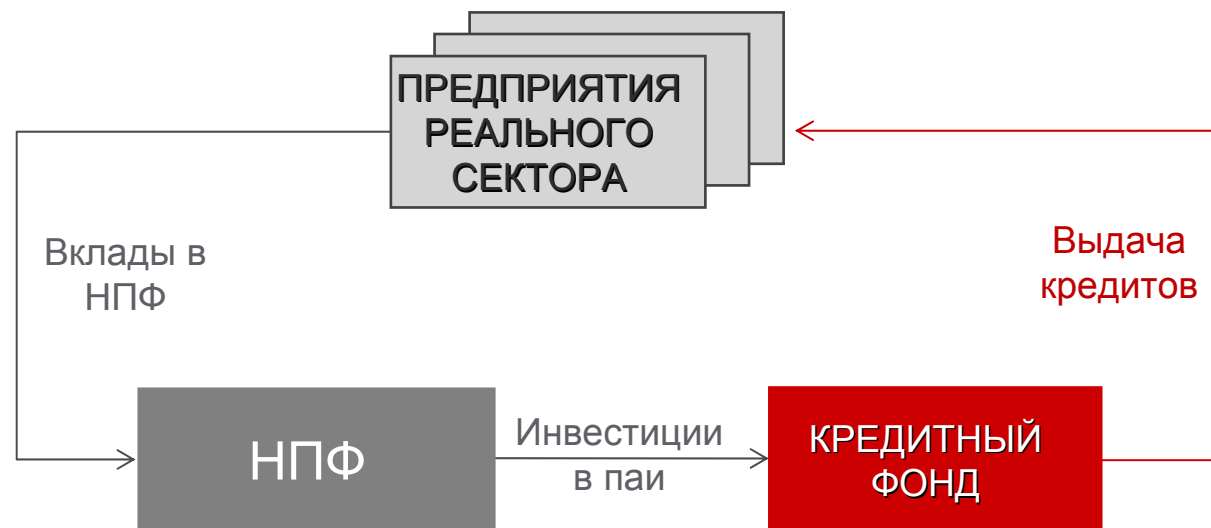 ПРЕДПРИЯТИЯ
РЕАЛЬНОГО
СЕКТОРА
Вклады в
НПФ
Выдача
кредитов
НПФ
Инвестиции
в паи
КРЕДИТНЫЙ
ФОНД